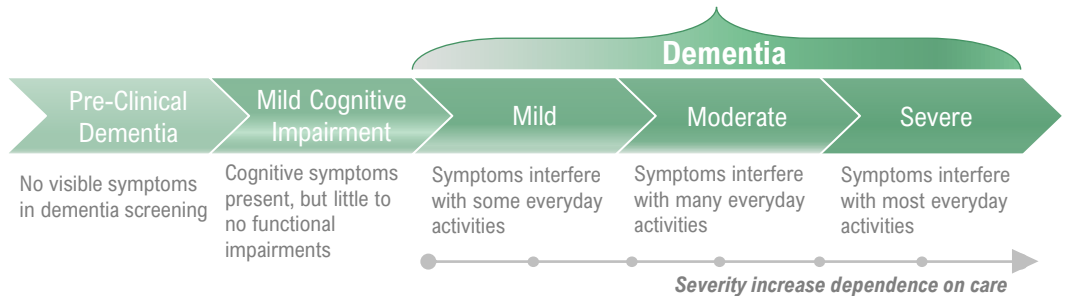 Dementia
Pre-Clinical
Dementia
Mild Cognitive
Impairment
Mild
Moderate
Severe
No visible symptoms
in dementia screening
Cognitive symptoms
present, but little to
no functional
impairments
Symptoms interfere
with some everyday
activities
Symptoms interfere
with many everyday
activities
Symptoms interfere
with most everyday
activities
Severity increase dependence on care